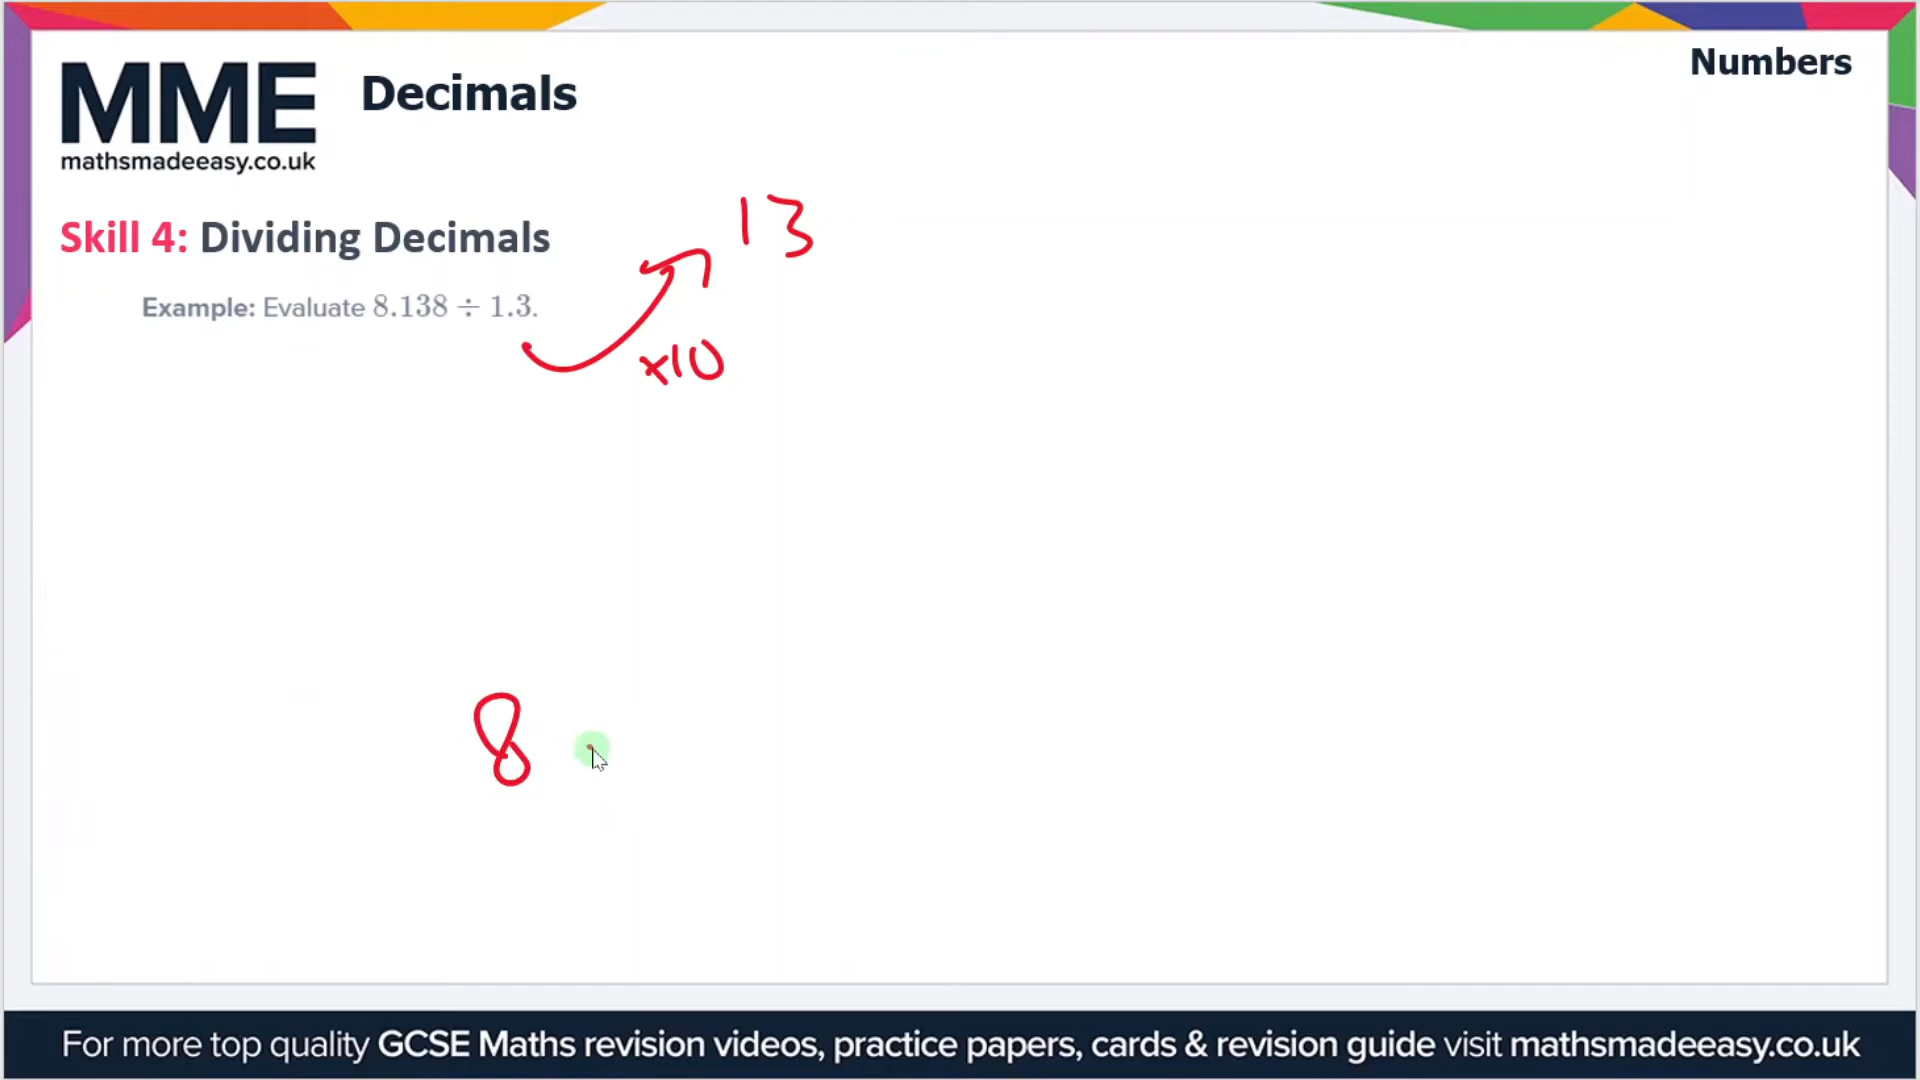 Numbers
MME
mathsmadeeasy.co.uk
Decimals
Skill 4: Dividing Decimals
13
Example: Evaluate 8.138 ÷ 1.3.
×10
8 .
For more top quality GCSE Maths revision videos, practice papers, cards & revision guide visit mathsmadeeasy.co.uk